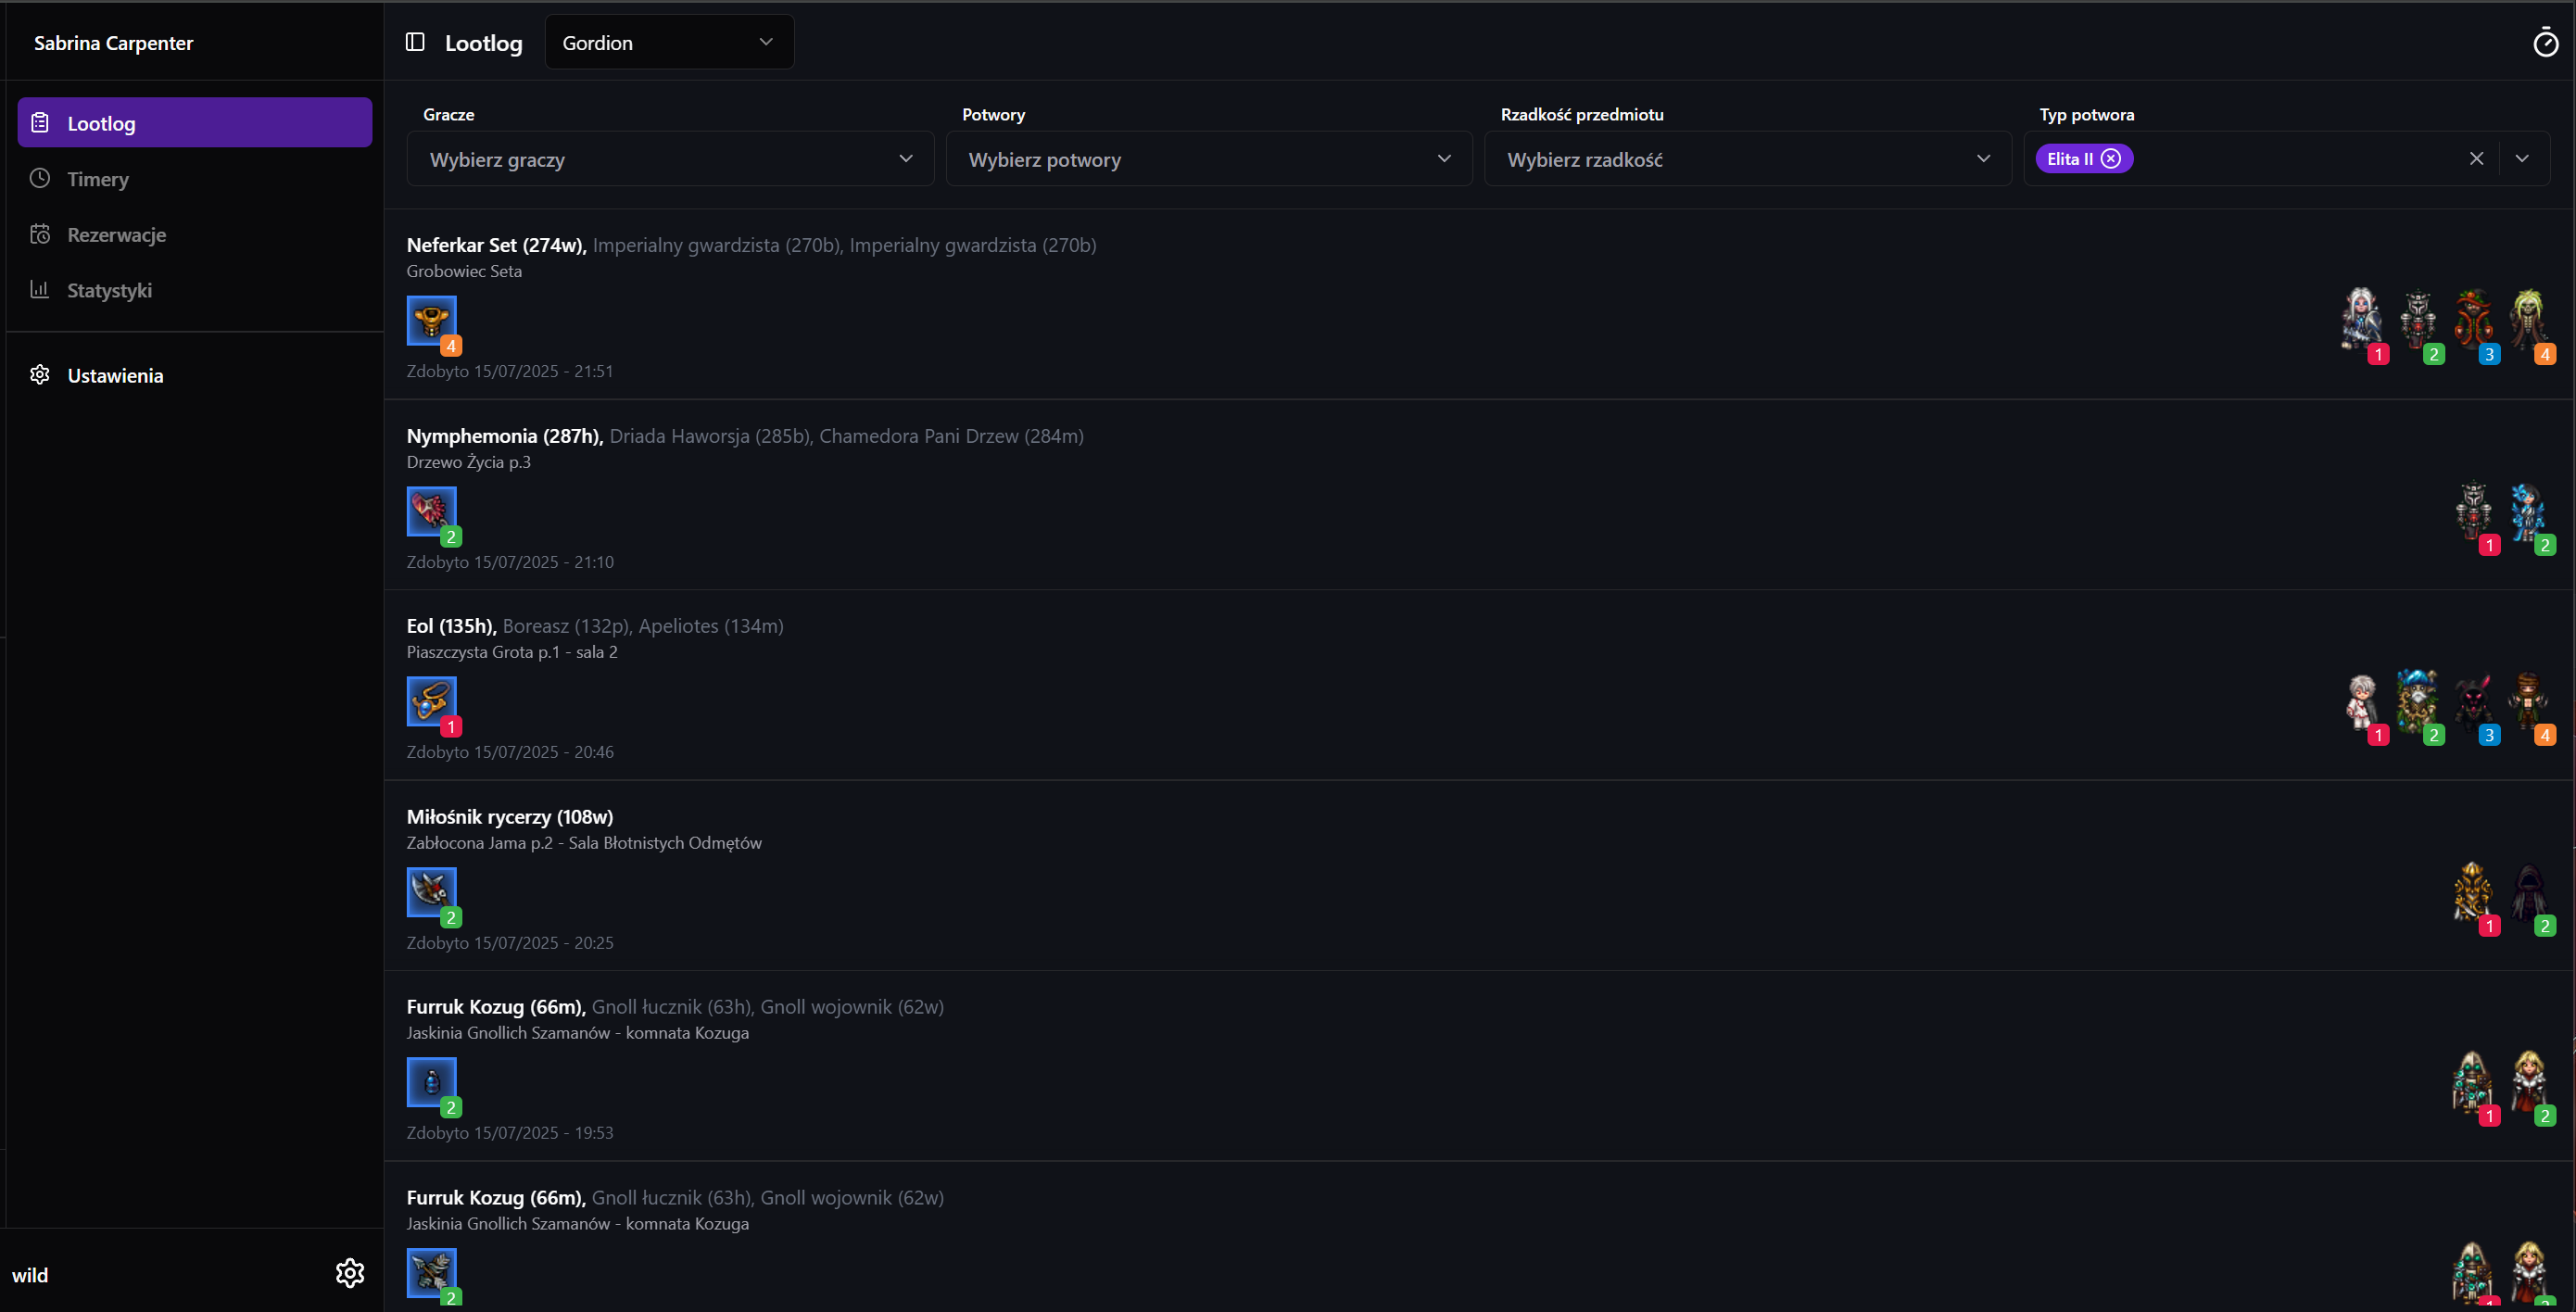 Sabrina Carpenter
Lootlog
Timery
Rezerwacje
Statystyki
Ustawienia
wild
Lootlog
Gordion
Gracze
Wybierz graczy
Potwory
Wybierz potwory
Rzadkość przedmiotu
Wybierz rzadkość
Typ potwora
Elita II
Neferkar Set (274w), Imperialny gwardzista (270b), Imperialny gwardzista (270b)
Grobowiec Seta
4
Zdobyto 15/07/2025 - 21:51
1 2 3 4
Nymphemonia (287h), Driada Haworsja (285b), Chamedora Pani Drzew (284m)
Drzewo Życia p.3
2
Zdobyto 15/07/2025 - 21:10
1 2
Eol (135h), Boreasz (132p), Apeliotes (134m)
Piaszczysta Grota p.1 - sala 2
1
Zdobyto 15/07/2025 - 20:46
1 2 3 4
Miłośnik rycerzy (108w)
Zabłocona Jama p.2 - Sala Błotnistych Odmętów
2
Zdobyto 15/07/2025 - 20:25
1 2
Furruk Kozug (66m), Gnoll łucznik (63h), Gnoll wojownik (62w)
Jaskinia Gnollich Szamanów - komnata Kozuga
2
Zdobyto 15/07/2025 - 19:53
1 2
Furruk Kozug (66m), Gnoll łucznik (63h), Gnoll wojownik (62w)
Jaskinia Gnollich Szamanów - komnata Kozuga
2
1 2